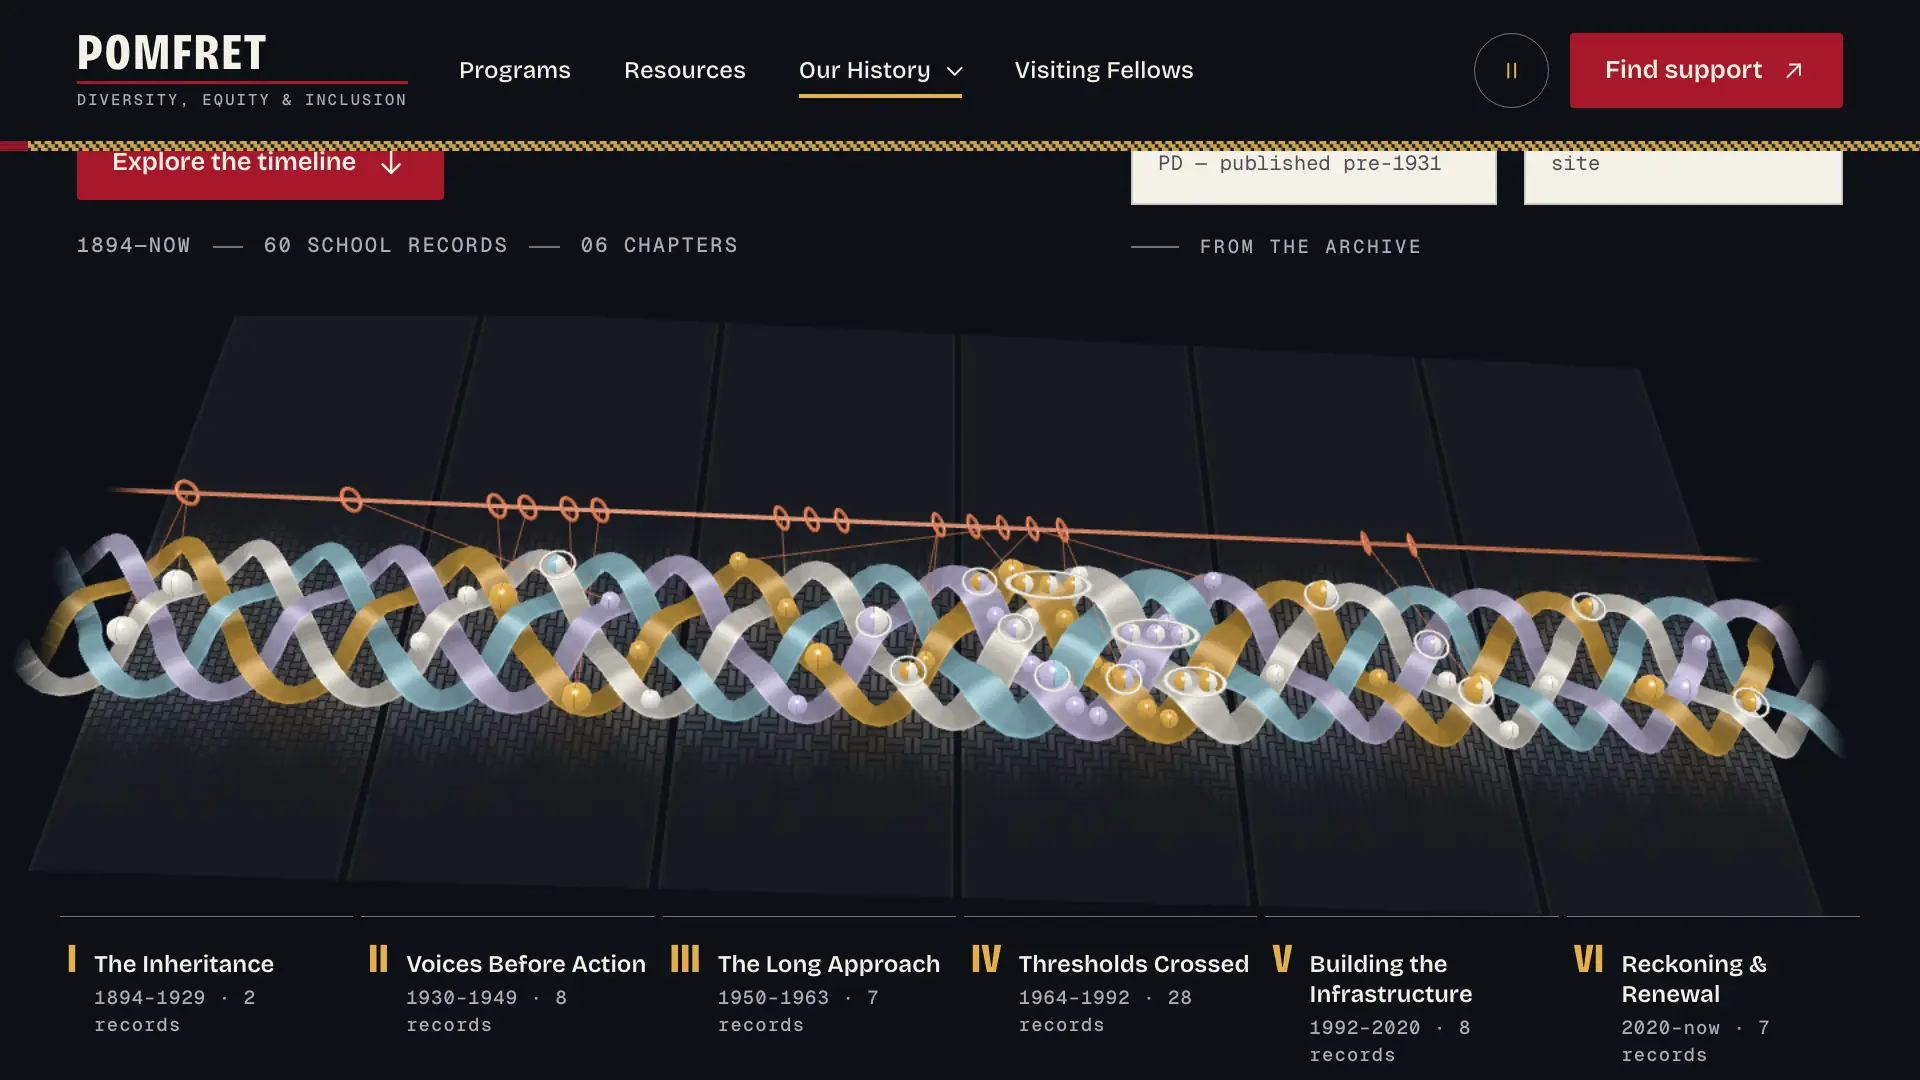 POMFRET
DIVERSITY, EQUITY & INCLUSION
Programs
Resources
Our History
Visiting Fellows
Find support
Explore the timeline
PD – published pre-1931
site
1894–NOW — 60 SCHOOL RECORDS — 06 CHAPTERS
FROM THE ARCHIVE
I The Inheritance
1894–1929 · 2
records
II Voices Before Action
1930–1949 · 8
records
III The Long Approach
1950–1963 · 7
records
IV Thresholds Crossed
1964–1992 · 28
records
V Building the
Infrastructure
1992–2020 · 8
records
VI Reckoning &
Renewal
2020–now · 7
records